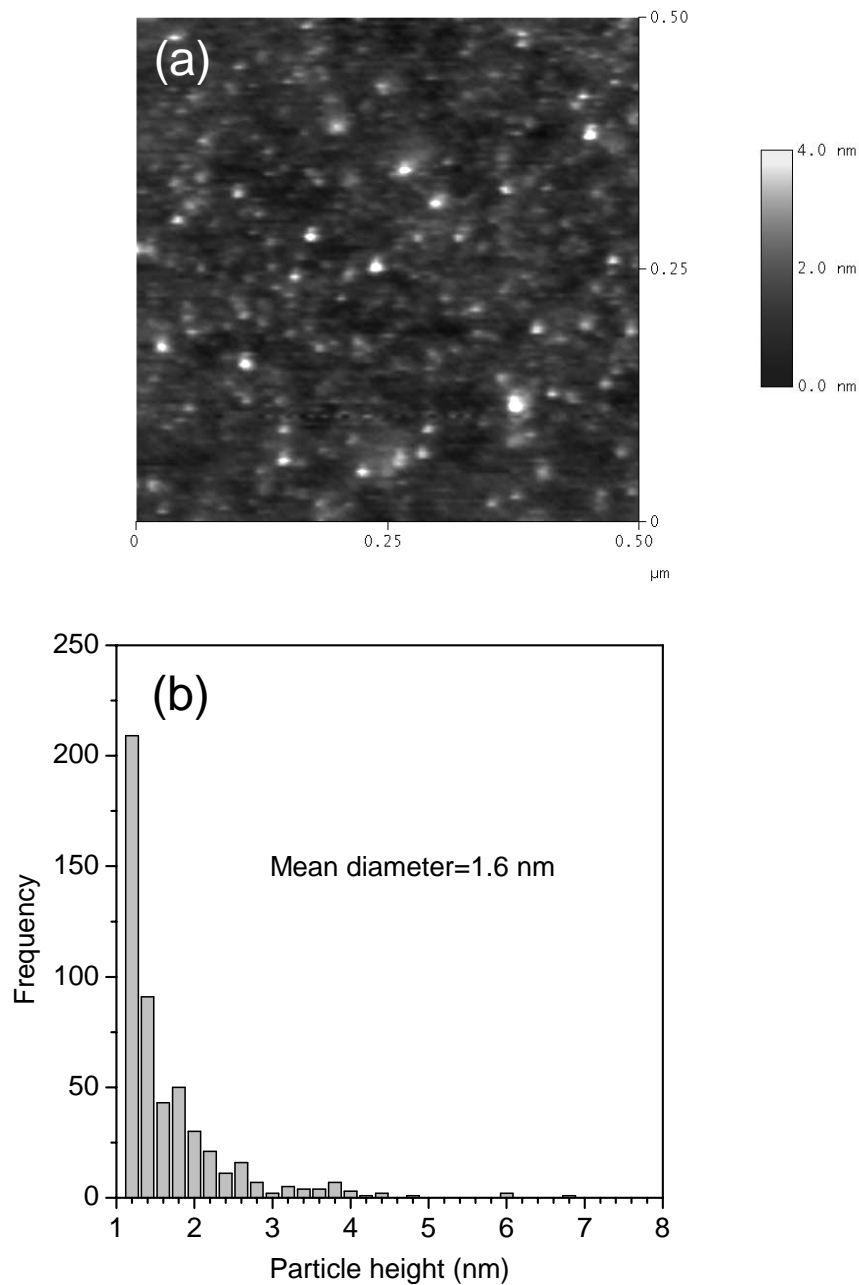 (a)
0.50
0.25
0
0
0.25
0.50
µm
4.0 nm
2.0 nm
0.0 nm
(b)
250
200
150
100
50
0
Mean diameter=1.6 nm
Frequency
1 2 3 4 5 6 7 8
Particle height (nm)